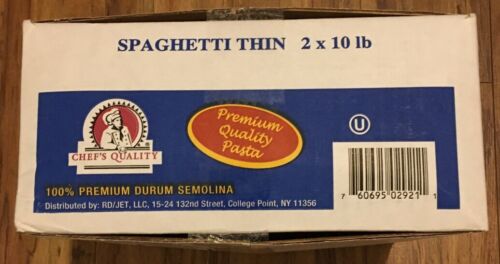 SPAGHETTI THIN 2 x 10 lb
CHEF'S QUALITY
Premium
Quality
Pasta
U
100% PREMIUM DURUM SEMOLINA
Distributed by: RD/JET, LLC, 15-24 132nd Street, College Point, NY 11356
7 60695 02921 1